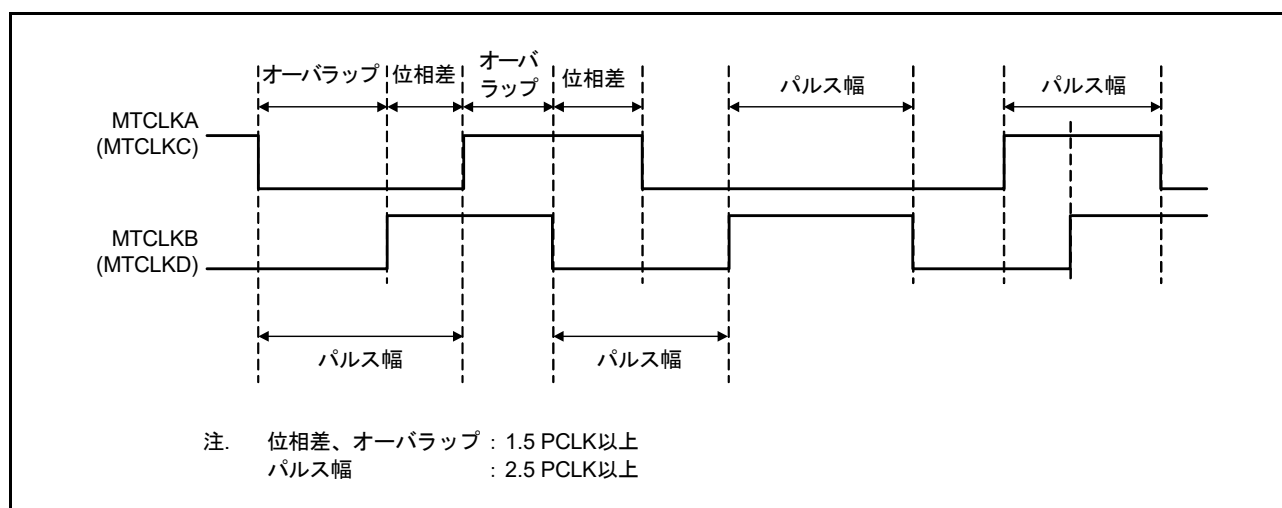 オーバラップ 位相差 オーバ
ラップ 位相差 パルス幅 パルス幅
MTCLKA
(MTCLKC)
MTCLKB
(MTCLKD)
パルス幅 パルス幅
注. 位相差、オーバラップ : 1.5 PCLK以上
パルス幅 : 2.5 PCLK以上